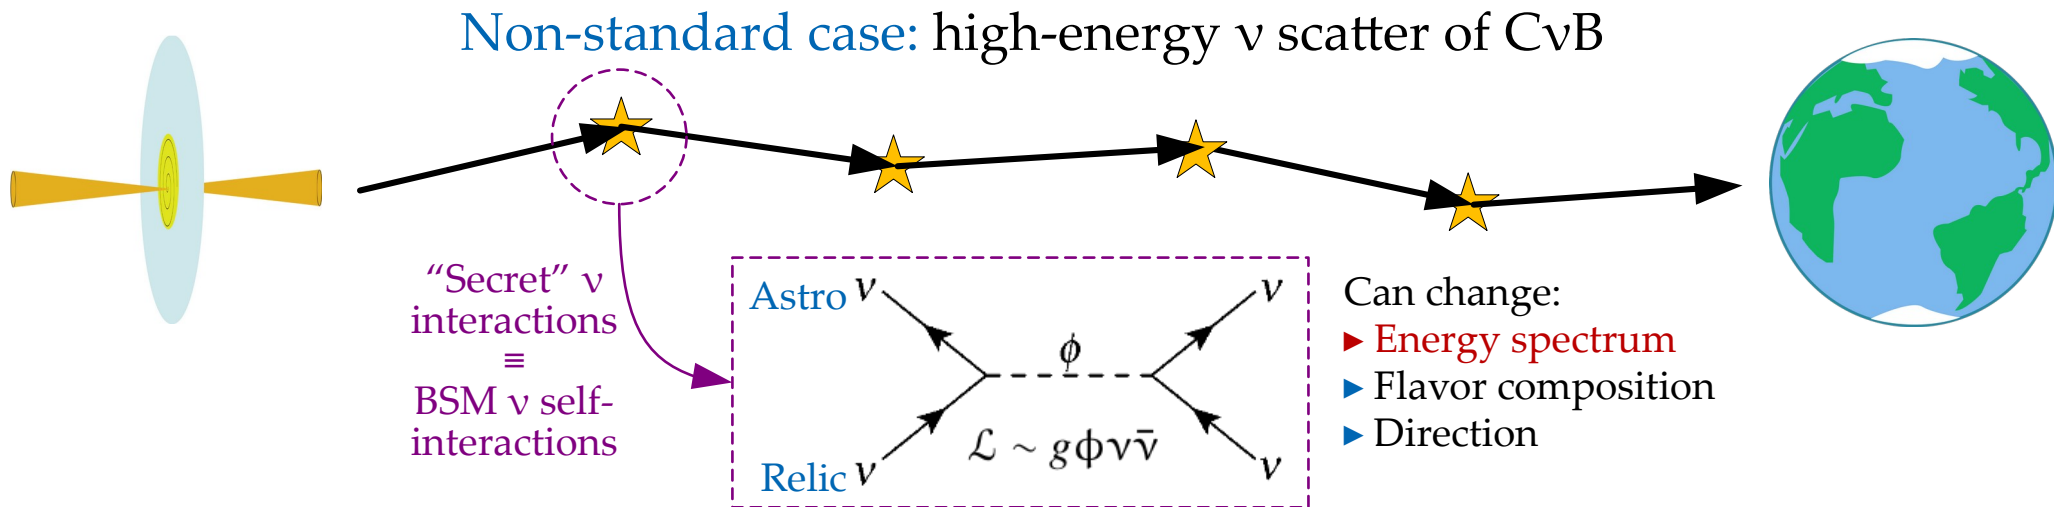 Non-standard case: high-energy ν scatter of CνB
“Secret” ν
interactions
≡
BSM ν self-
interactions
Astro ν
ν
ϕ
ℒ ~ gϕνν̄
Relic ν
ν
Can change:
▸ Energy spectrum
▸ Flavor composition
▸ Direction